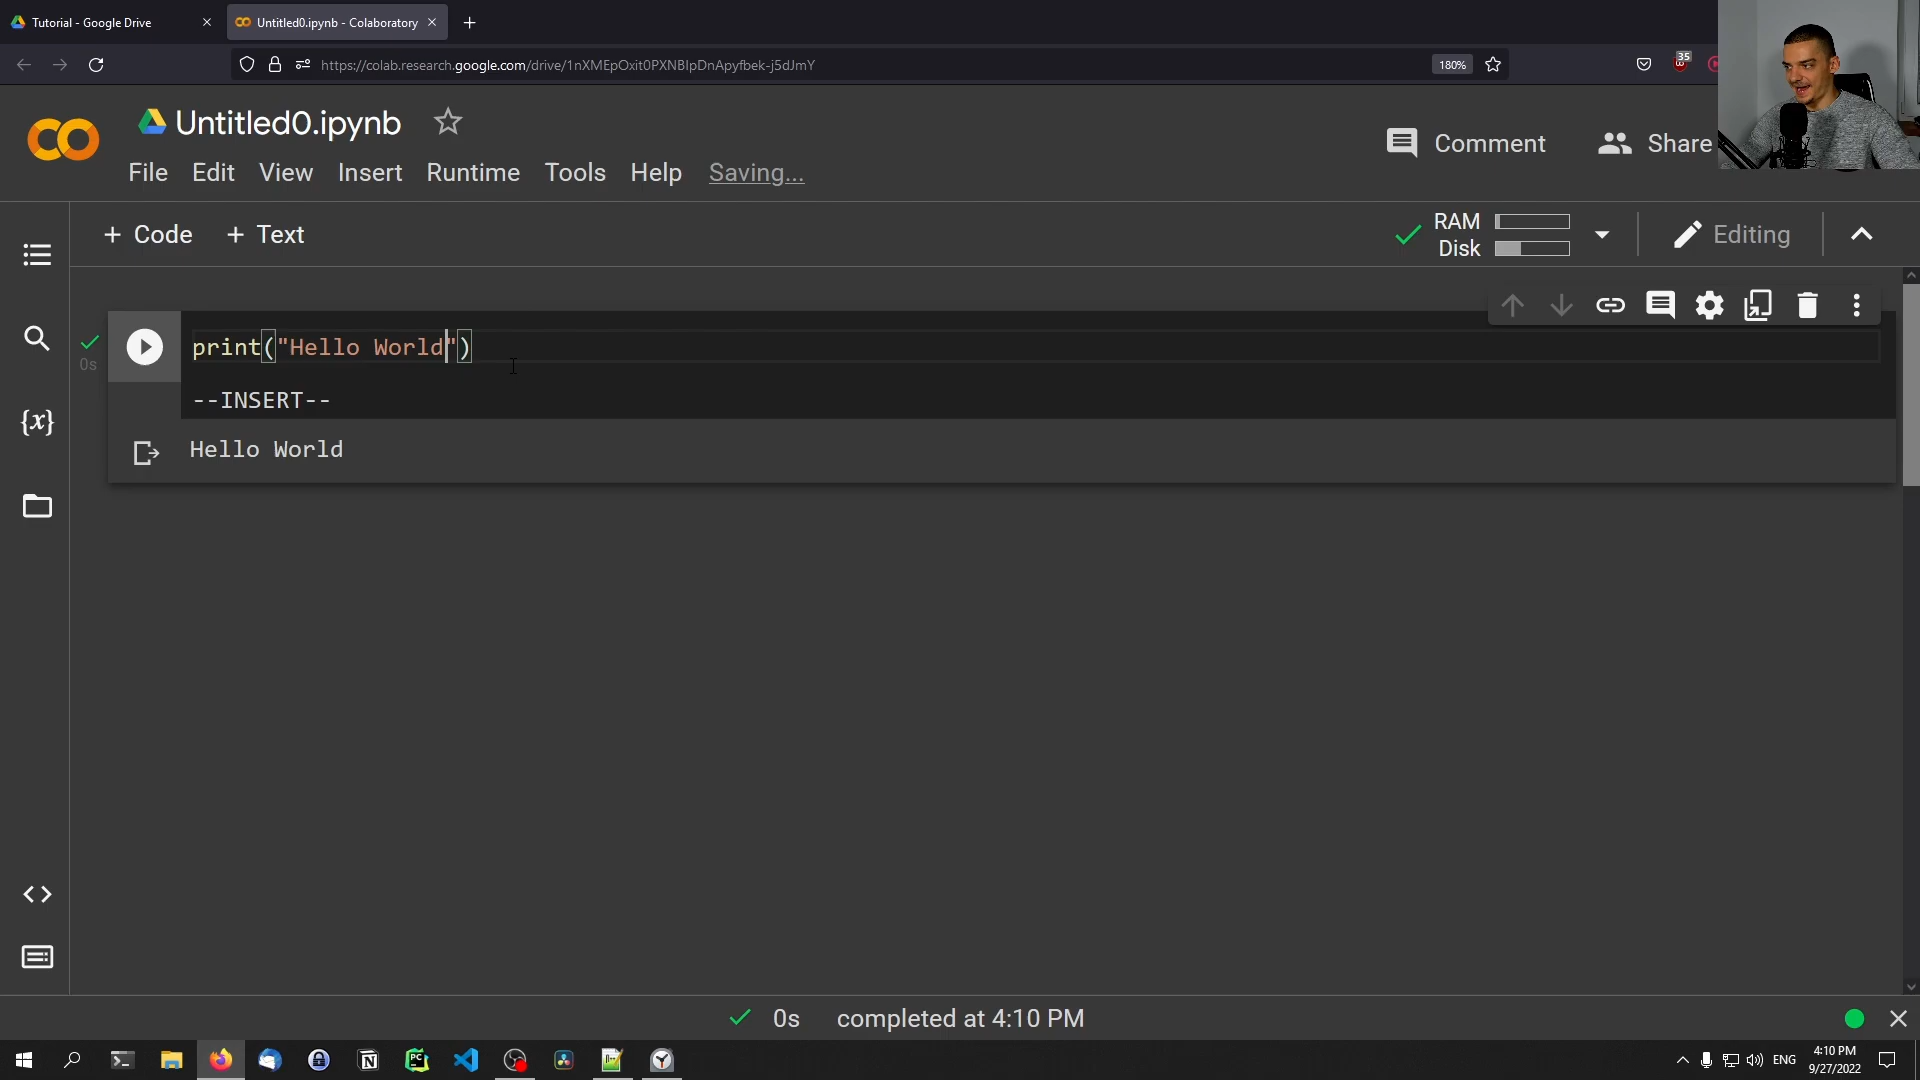 Tutorial - Google Drive
Untitled0.ipynb - Colaboratory
https://colab.research.google.com/drive/1nXMEpOxit0PXNBIpDnApyfbek-j5dJmY
180%
35
Untitled0.ipynb
Comment
Share
File Edit View Insert Runtime Tools Help Saving...
+ Code + Text
RAM
Disk
Editing
0s
print("Hello World")
--INSERT--
Hello World
{x}
0s completed at 4:10 PM
ENG
4:10 PM
9/27/2022